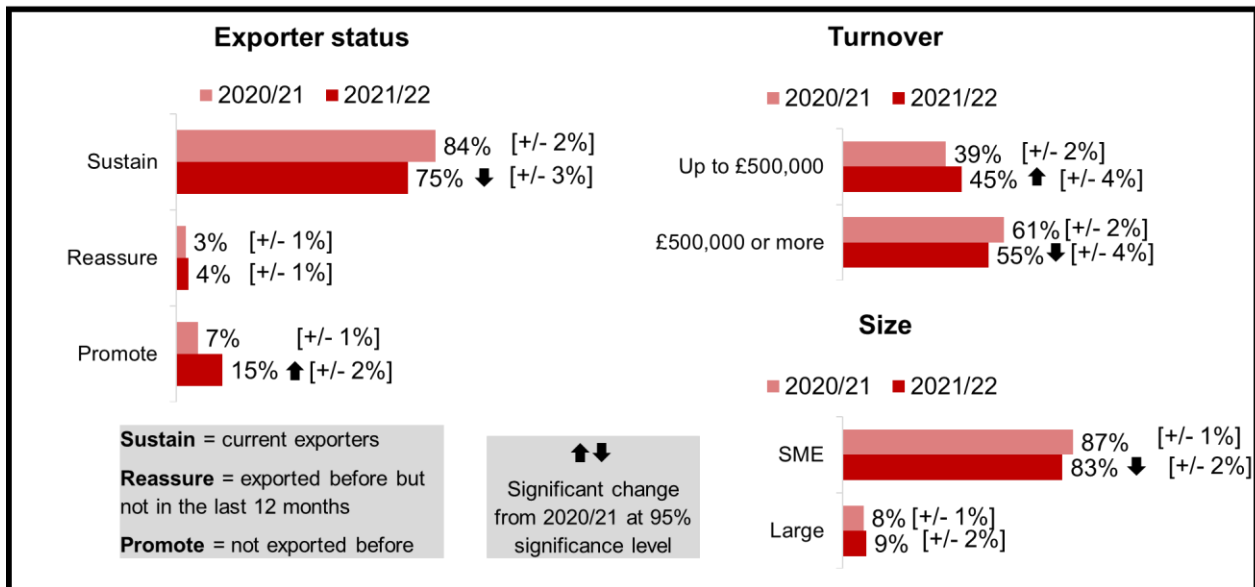 Exporter status
2020/21 2021/22
Sustain
84% [+/- 2%]
75% [+/- 3%]
Reassure
3% [+/- 1%]
4% [+/- 1%]
Promote
7% [+/- 1%]
15% [+/- 2%]
Sustain = current exporters
Reassure = exported before but
not in the last 12 months
Promote = not exported before
Significant change
from 2020/21 at 95%
significance level
Turnover
2020/21 2021/22
Up to £500,000
39% [+/- 2%]
45% [+/- 4%]
£500,000 or more
61% [+/- 2%]
55% [+/- 4%]
Size
2020/21 2021/22
SME
87% [+/- 1%]
83% [+/- 2%]
Large
8% [+/- 1%]
9% [+/- 2%]